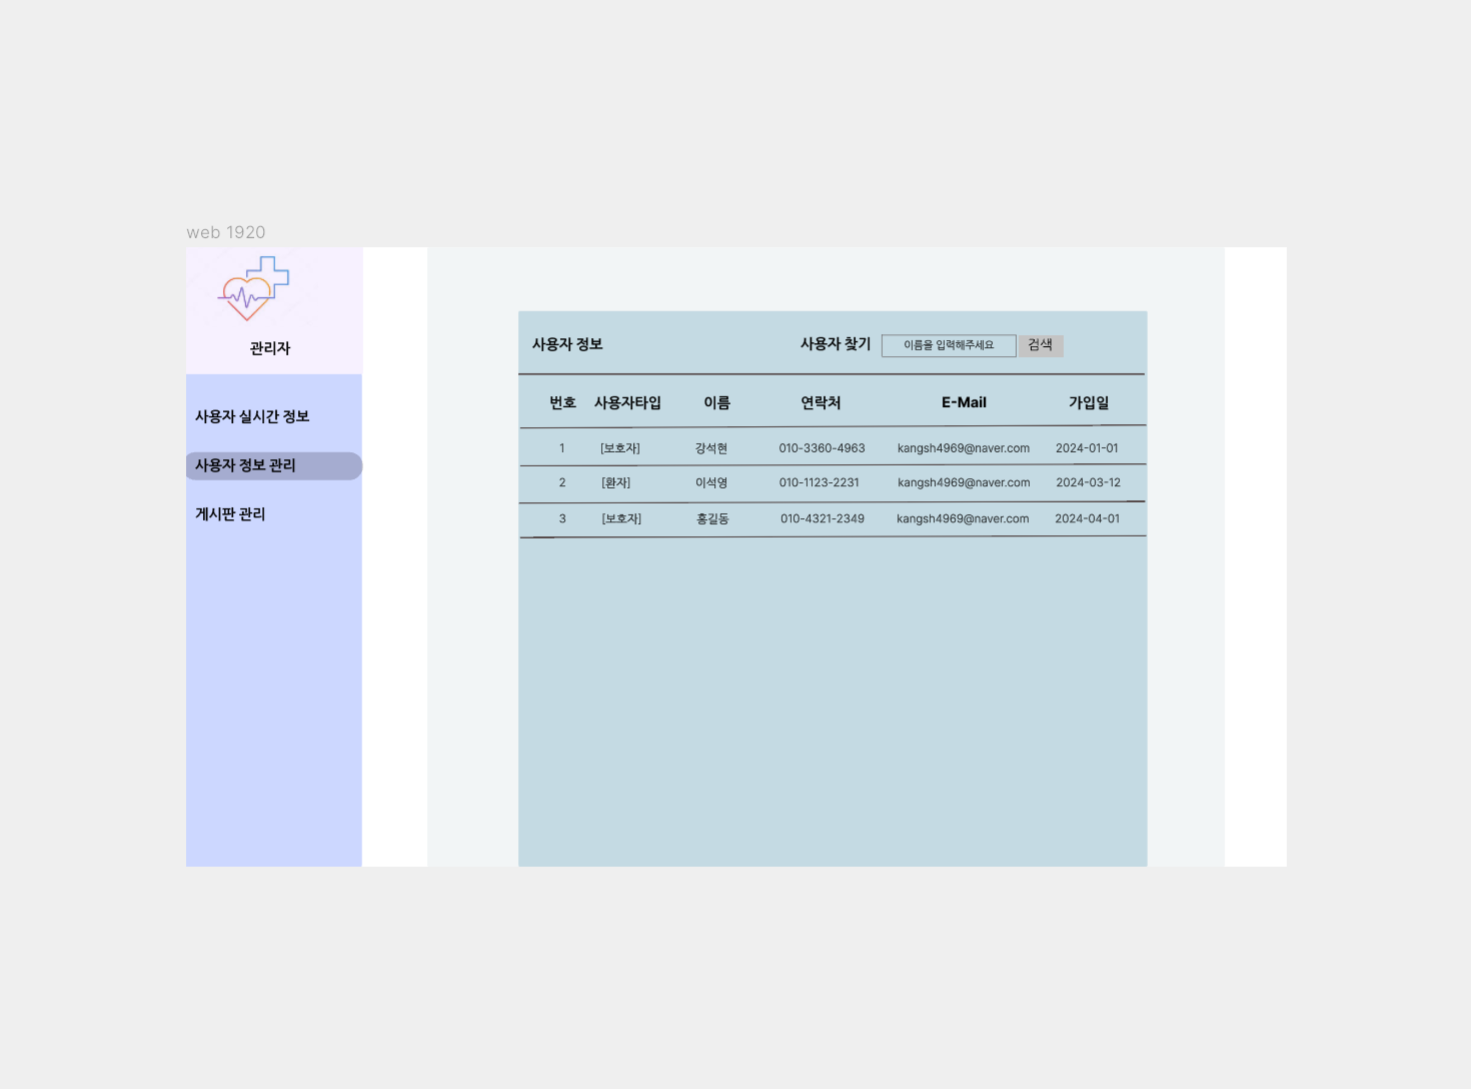 web 1920
관리자
사용자 실시간 정보
사용자 정보 관리
게시판 관리
사용자 정보 사용자 찾기 이름을 입력해주세요 검색
번호 사용자타입 이름 연락처 E-Mail 가입일
1 [보호자] 강석현 010-3360-4963 kangsh4969@naver.com 2024-01-01
2 [환자] 이석영 010-1123-2231 kangsh4969@naver.com 2024-03-12
3 [보호자] 홍길동 010-4321-2349 kangsh4969@naver.com 2024-04-01